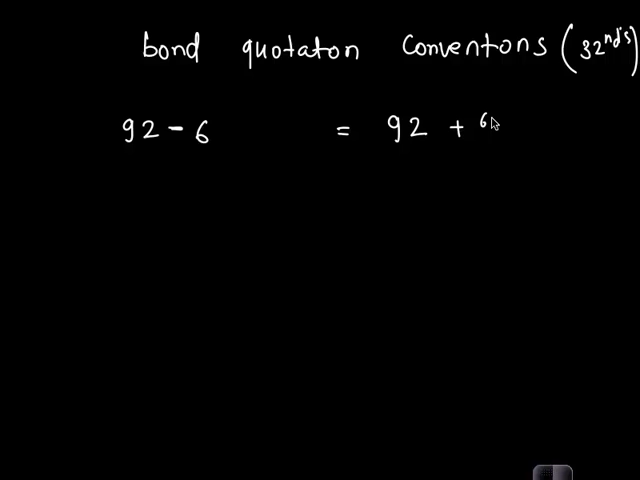 bond quotaton conventons (32nd's)
92 - 6 = 92 + 6